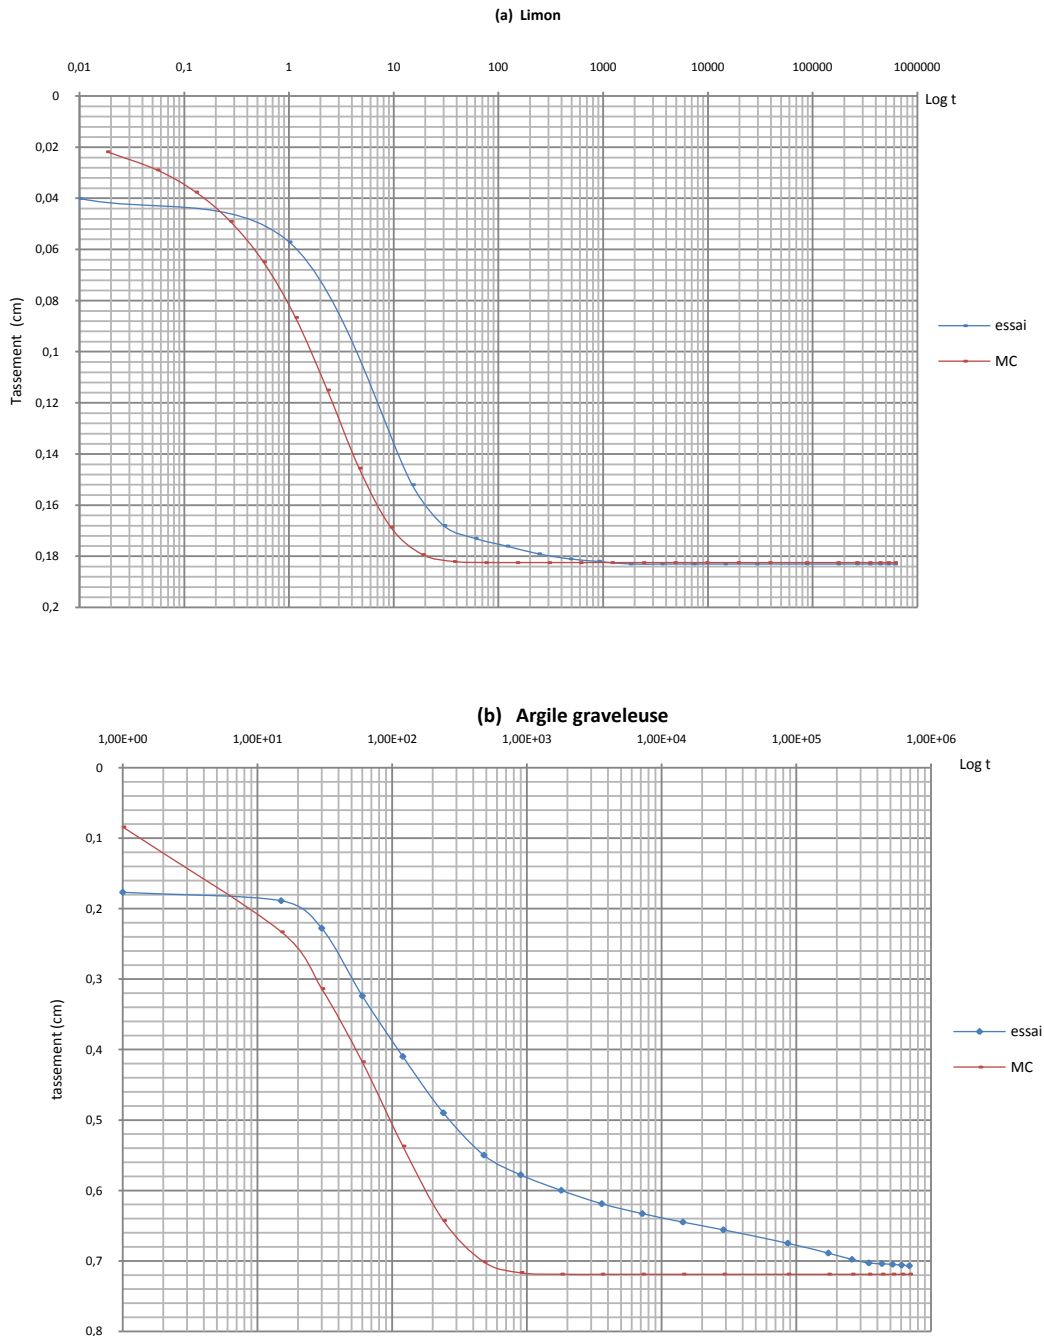 (a) Limon
0,01 0,1 1 10 100 1000 10000 100000 1000000
Log t
0
0,02
0,04
0,06
0,08
0,1
0,12
0,14
0,16
0,18
0,2
Tassement (cm)
essai
MC
(b) Argile graveleuse
1,00E+00 1,00E+01 1,00E+02 1,00E+03 1,00E+04 1,00E+05 1,00E+06
Log t
0
0,1
0,2
0,3
0,4
0,5
0,6
0,7
0,8
tassement (cm)
essai
MC